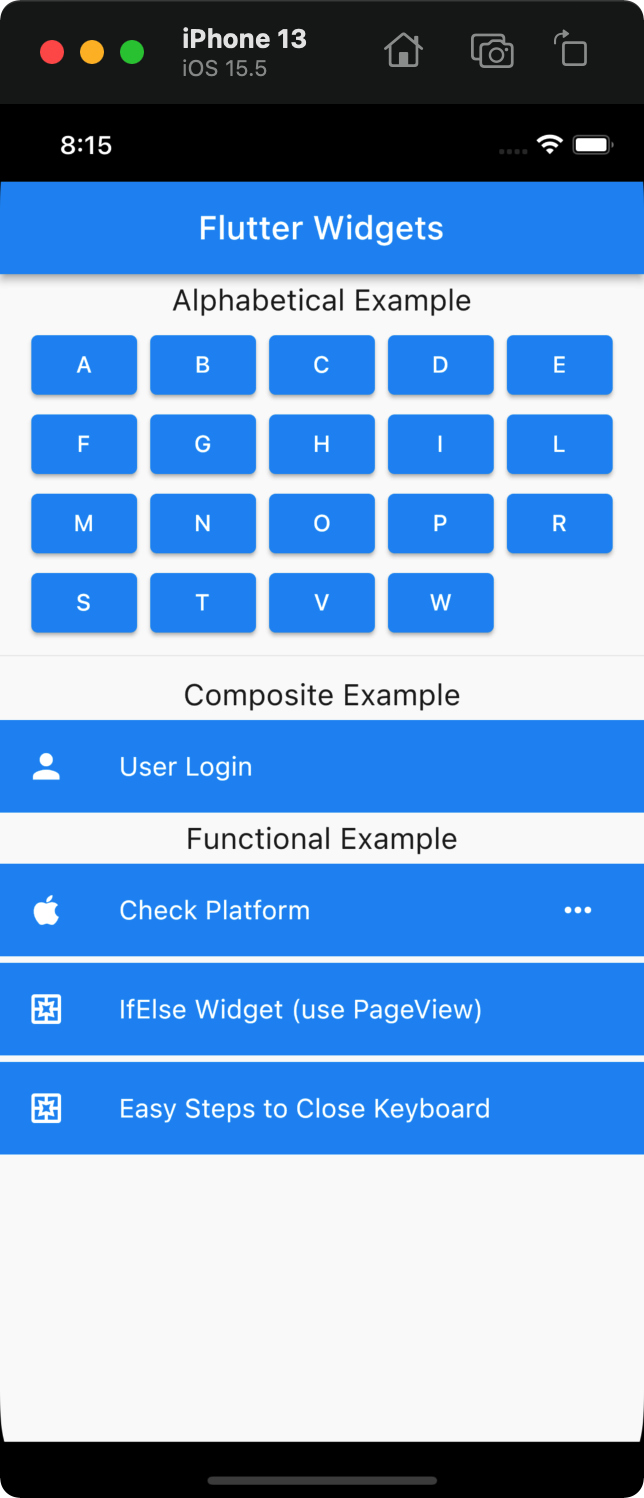 iPhone 13
iOS 15.5
8:15
Flutter Widgets
Alphabetical Example
A B C D E
F G H I L
M N O P R
S T V W
Composite Example
User Login
Functional Example
Check Platform
IfElse Widget (use PageView)
Easy Steps to Close Keyboard